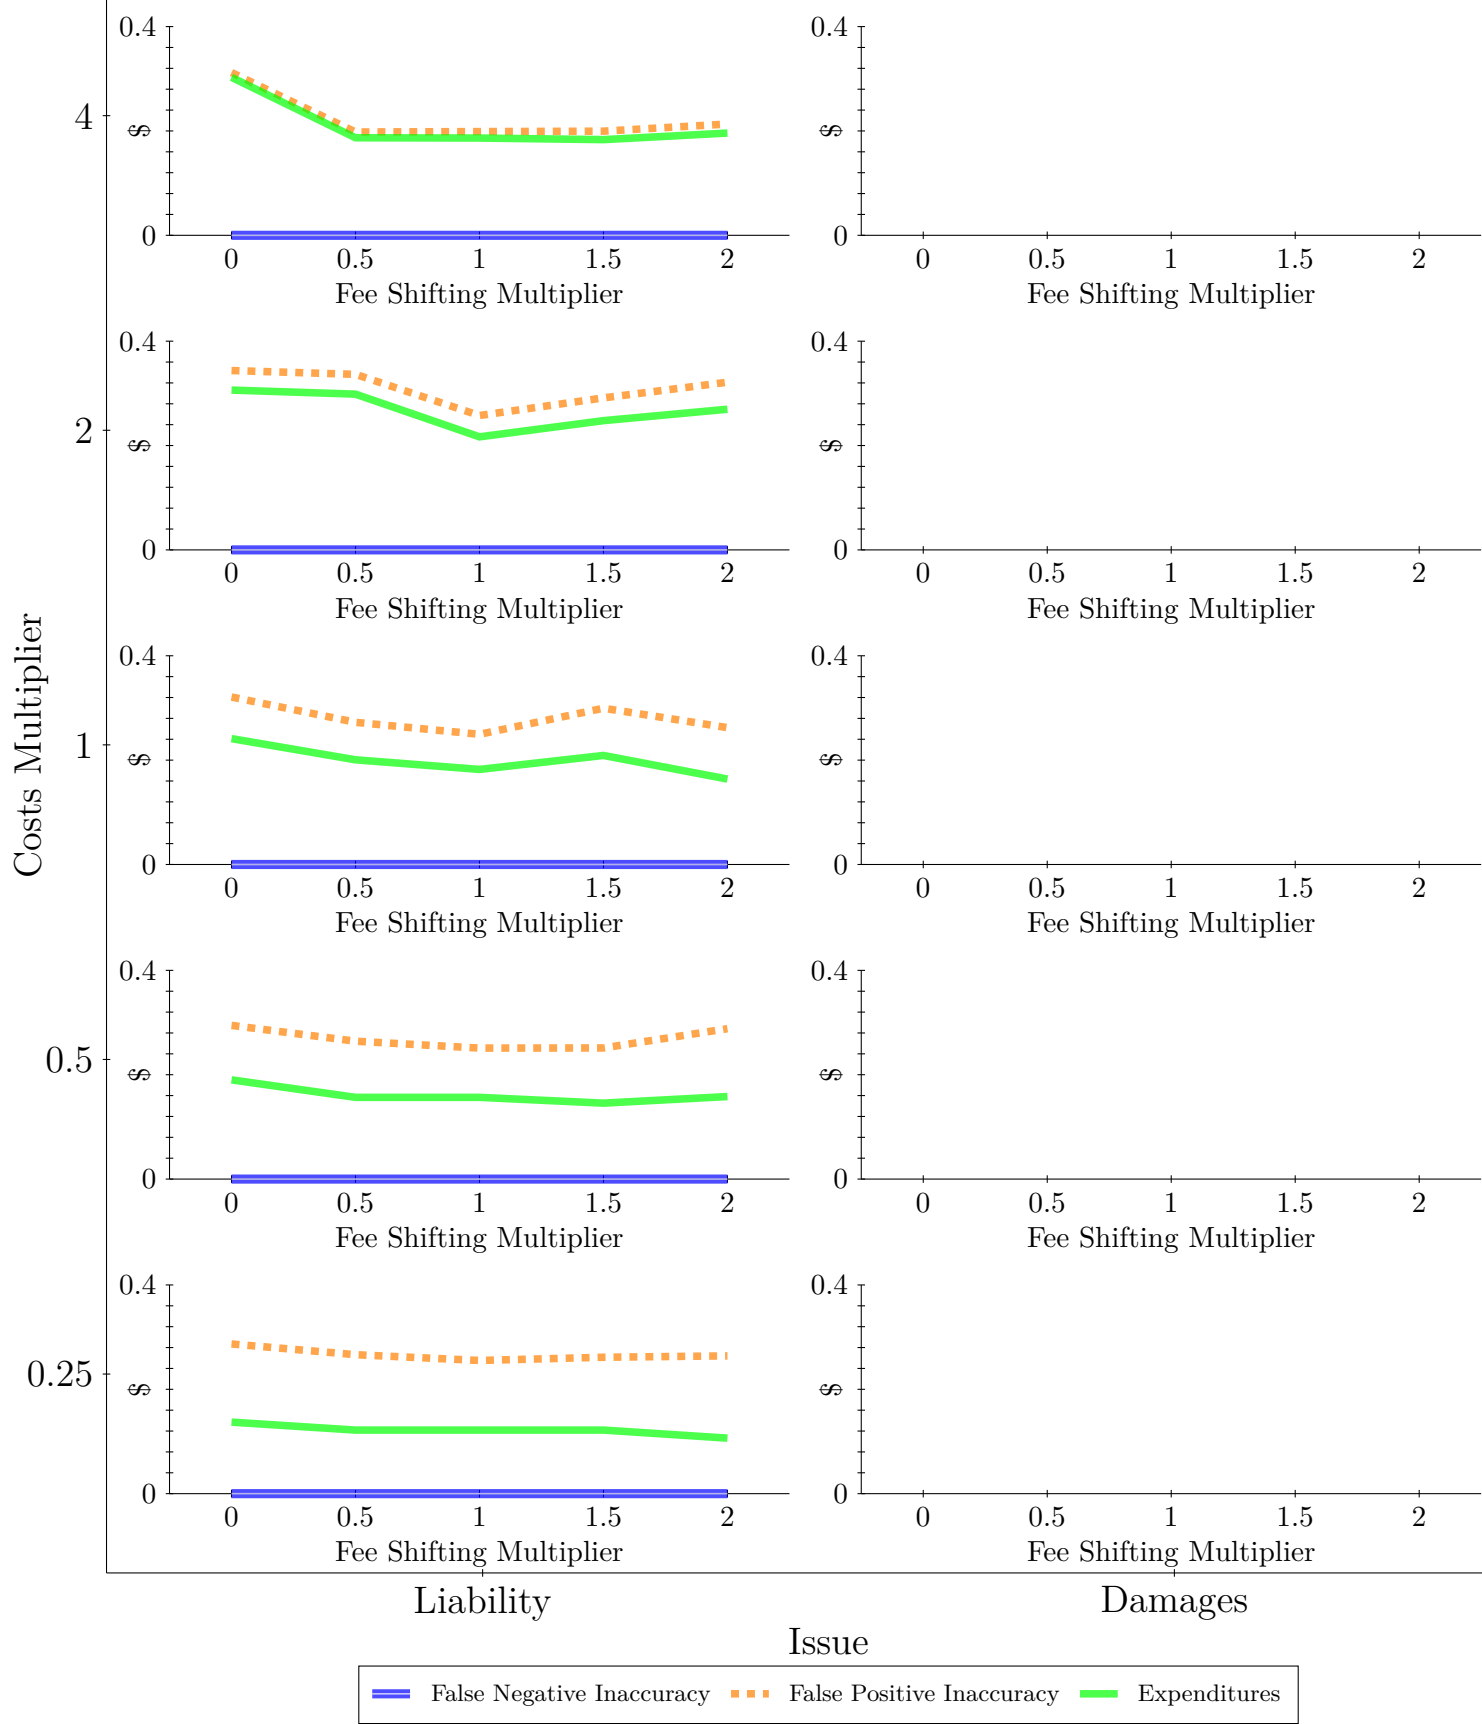 Costs Multiplier
4
0.4
$
0
0 0.5 1 1.5 2
Fee Shifting Multiplier
0.4
$
0
0 0.5 1 1.5 2
Fee Shifting Multiplier
2
0.4
$
0
0 0.5 1 1.5 2
Fee Shifting Multiplier
0.4
$
0
0 0.5 1 1.5 2
Fee Shifting Multiplier
1
0.4
$
0
0 0.5 1 1.5 2
Fee Shifting Multiplier
0.4
$
0
0 0.5 1 1.5 2
Fee Shifting Multiplier
0.5
0.4
$
0
0 0.5 1 1.5 2
Fee Shifting Multiplier
0.4
$
0
0 0.5 1 1.5 2
Fee Shifting Multiplier
0.25
0.4
$
0
0 0.5 1 1.5 2
Fee Shifting Multiplier
0.4
$
0
0 0.5 1 1.5 2
Fee Shifting Multiplier
Liability Damages
Issue
False Negative Inaccuracy False Positive Inaccuracy Expenditures